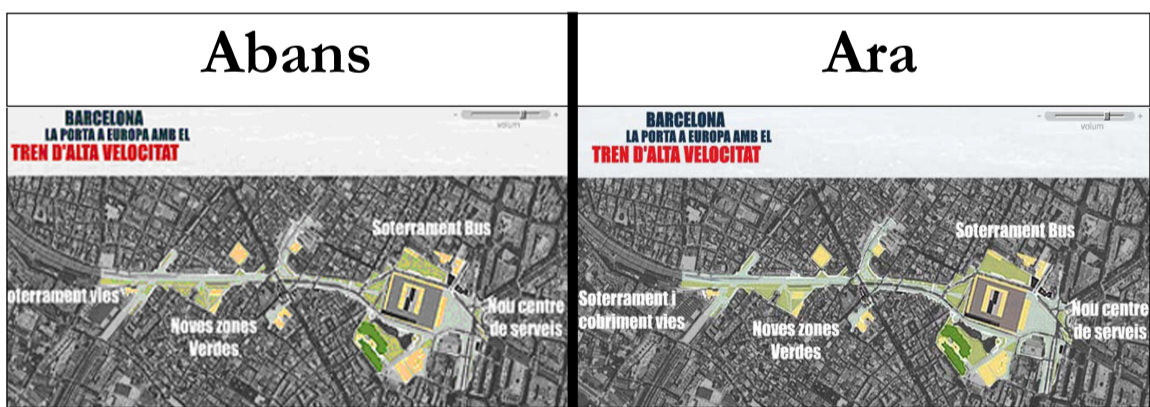 Abans
BARCELONA
LA PORTA A EUROPA AMB EL
TREN D'ALTA VELOCITAT
- +
volum
Soterrament Bus
oterrament vies
Noves zones
Verdes
Nou centre
de serveis
Ara
BARCELONA
LA PORTA A EUROPA AMB EL
TREN D'ALTA VELOCITAT
- +
volum
Soterrament Bus
Soterrament i
cobriment vies
Noves zones
Verdes
Nou centre
de serveis